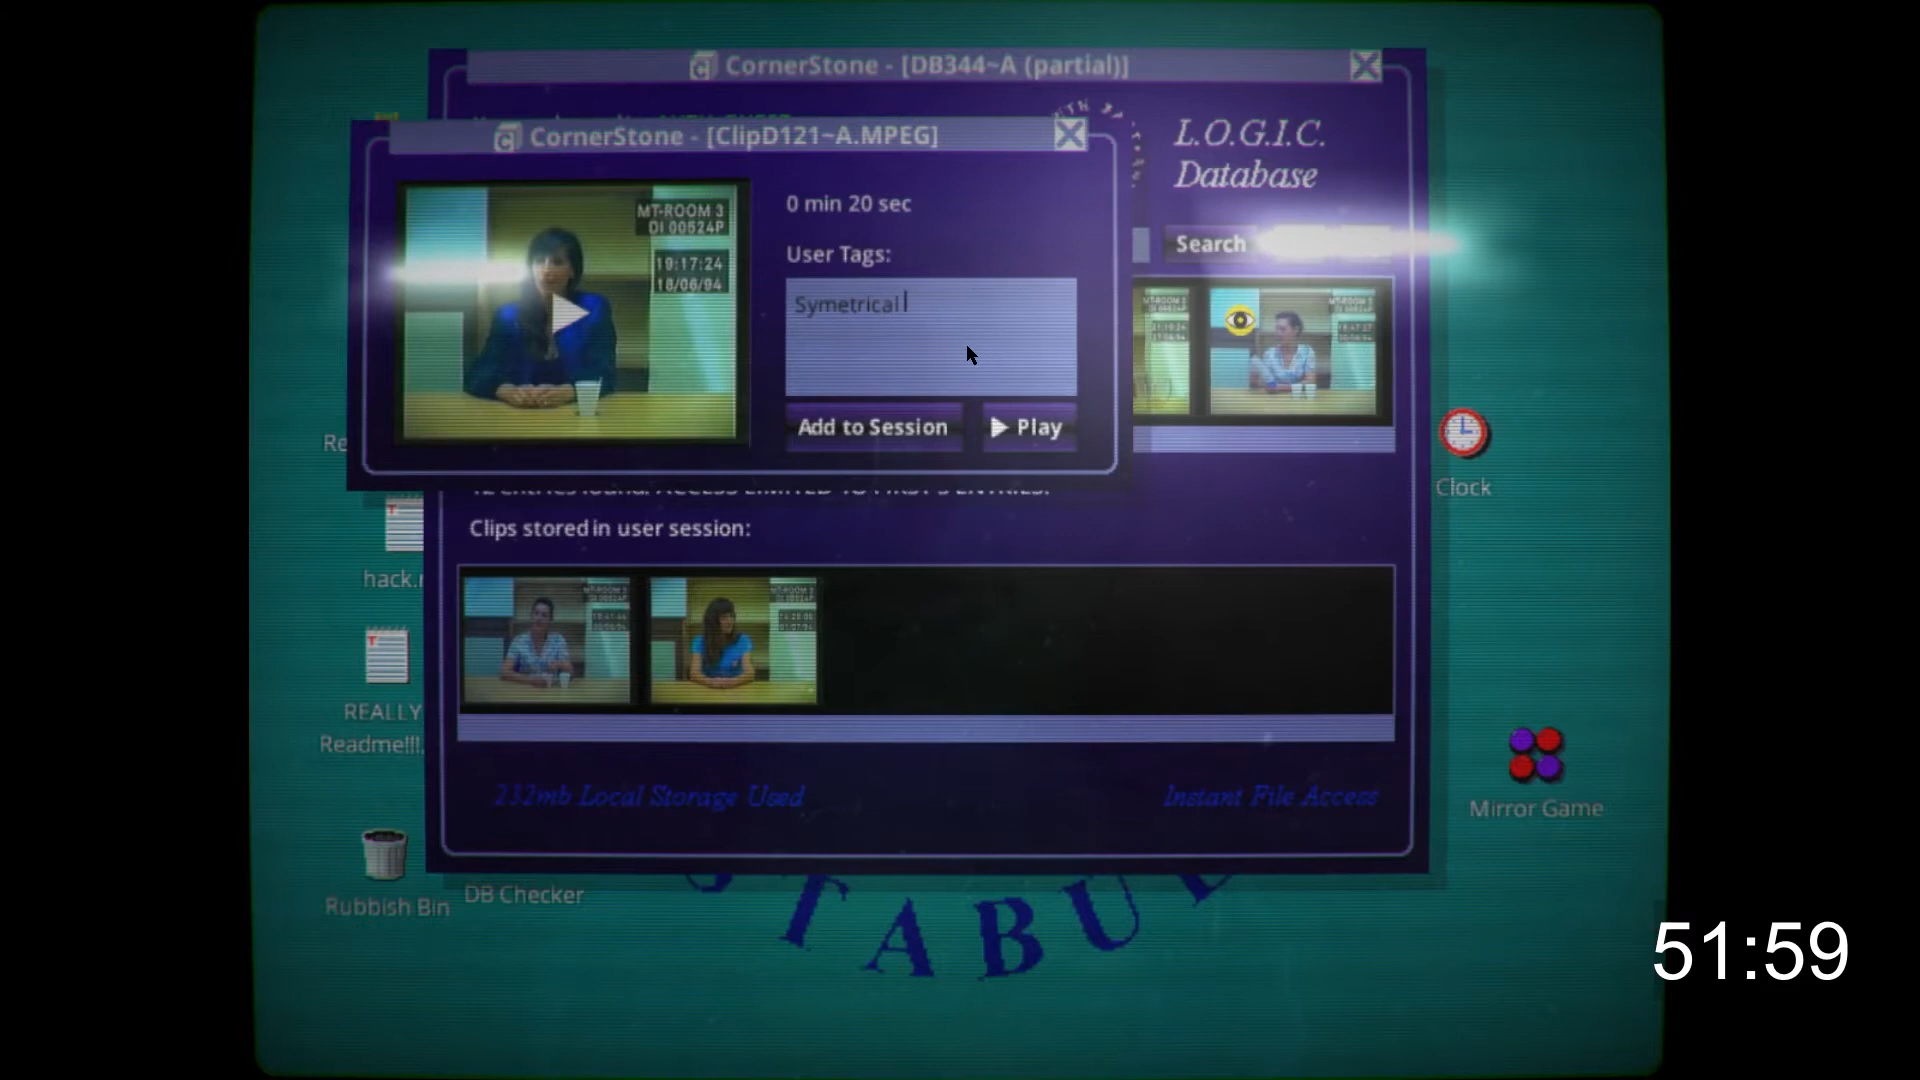 CornerStone - [DB344~A (partial)]
L.O.G.I.C.
Database
CornerStone - [ClipD121~A.MPEG]
MT-ROOM 3
DI 00524P
19:17:24
18/06/94
0 min 20 sec
User Tags:
Symetrical
Add to Session
Play
Search
Clock
Clips stored in user session:
hack.
REALLY
Readme!!!.
232mb Local Storage Used
Instant File Access
Mirror Game
Rubbish Bin
DB Checker
TABU
51:59